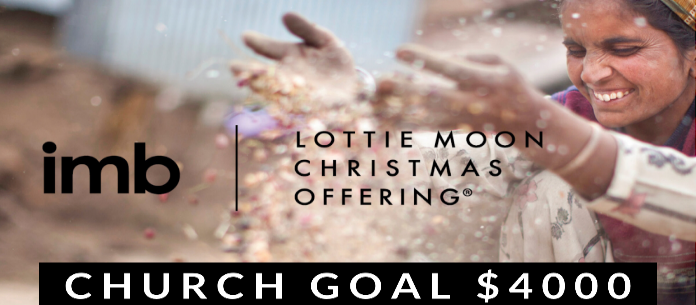 imb
LOTTIE MOON
CHRISTMAS
OFFERING®
CHURCH GOAL $4000